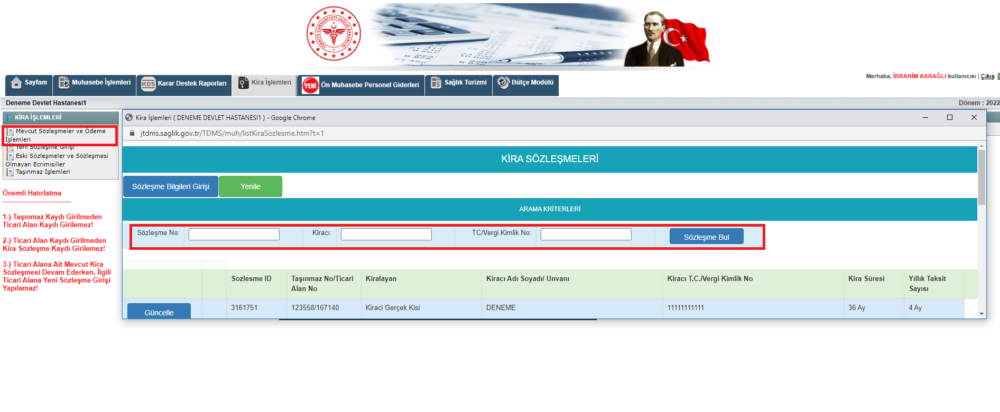 TÜRKİYE CUMHURİYETİ SAĞLIK BAKANLIĞI
Sayfam
Muhasebe İşlemleri
KDS
Karar Destek Raporları
Kira İşlemleri
YENİ
Ön Muhasebe Personel Giderleri
Sağlık Turizmi
Bütçe Modülü
Merhaba, İBRAHİM KARAĞLI kullanıcısı | Çıkış
Deneme Devlet Hastanesi1
Dönem : 2022
KİRA İŞLEMLERİ
Mevcut Sözleşmeler ve Ödeme
İşlemleri
Yeni Sözleşme Girişi
Eski Sözleşmeler ve Sözleşmesi
Olmayan Ecrimisiller
Taşınmaz İşlemleri
Önemli Hatırlatma
------------------------------
1-) Taşınmaz Kaydı Girilmeden
Ticari Alan Kaydı Girilemez!
2-) Ticari Alan Kaydı Girilmeden
Kira Sözleşme Kaydı Girilemez!
3-) Ticari Alana Ait Mevcut Kira
Sözleşmesi Devam Ederken, İlgili
Ticari Alana Yeni Sözleşme Girişi
Yapılamaz!
Kira İşlemleri ( DENEME DEVLET HASTANESI1 ) - Google Chrome
jtdms.saglik.gov.tr/TDMS/muh/listKiraSozlesme.htm?t=1
KİRA SÖZLEŞMELERİ
Sözleşme Bilgileri Girişi
Yenile
ARAMA KRİTERLERİ
Sözleşme No:
Kiracı:
TC/Vergi Kimlik No:
Sözleşme Bul
Sozlesme ID
Taşınmaz No/Ticari
Alan No
Kiralayan
Kiracı Adı Soyadı/ Unvanı
Kiracı T.C./Vergi Kimlik No
Kira Süresi
Yıllık Taksit
Sayısı
Güncelle
3161751
123558/167140
Kiraci Gerçek Kisi
DENEME
11111111111
36 Ay
4 Ay